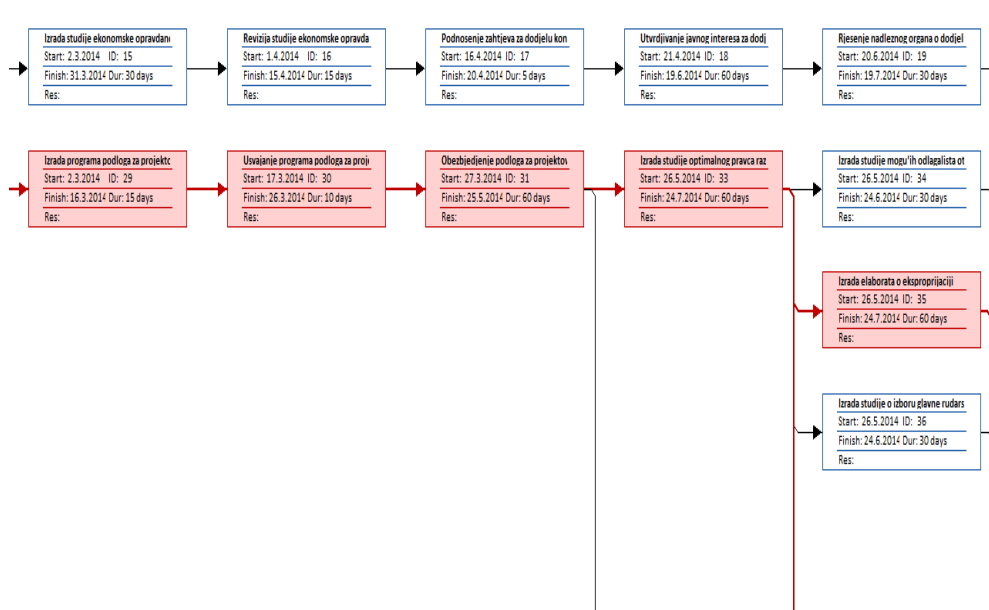 Izrada studije ekonomske opravdan
Start: 2.3.2014 ID: 15
Finish: 31.3.2014 Dur: 30 days
Res:
Revizija studije ekonomske opravda
Start: 1.4.2014 ID: 16
Finish: 15.4.2014 Dur: 15 days
Res:
Podnosenje zahtjeva za dodjelu kon
Start: 16.4.2014 ID: 17
Finish: 20.4.2014 Dur: 5 days
Res:
Utvrdjivanje javnog interesa za dodj
Start: 21.4.2014 ID: 18
Finish: 19.6.2014 Dur: 60 days
Res:
Rjesenje nadleznog organa o dodjel
Start: 20.6.2014 ID: 19
Finish: 19.7.2014 Dur: 30 days
Res:
Izrada programa podloga za projektc
Start: 2.3.2014 ID: 29
Finish: 16.3.2014 Dur: 15 days
Res:
Usvajanje programa podloga za proj
Start: 17.3.2014 ID: 30
Finish: 26.3.2014 Dur: 10 days
Res:
Obezbjedjenje podloga za projektov
Start: 27.3.2014 ID: 31
Finish: 25.5.2014 Dur: 60 days
Res:
Izrada studije optimalnog pravca raz
Start: 26.5.2014 ID: 33
Finish: 24.7.2014 Dur: 60 days
Res:
Izrada studije mogu'ih odlagalista ot
Start: 26.5.2014 ID: 34
Finish: 24.6.2014 Dur: 30 days
Res:
Izrada elaborata o eksproprijaciji
Start: 26.5.2014 ID: 35
Finish: 24.7.2014 Dur: 60 days
Res:
Izrada studije o izboru glavne rudars
Start: 26.5.2014 ID: 36
Finish: 24.6.2014 Dur: 30 days
Res: